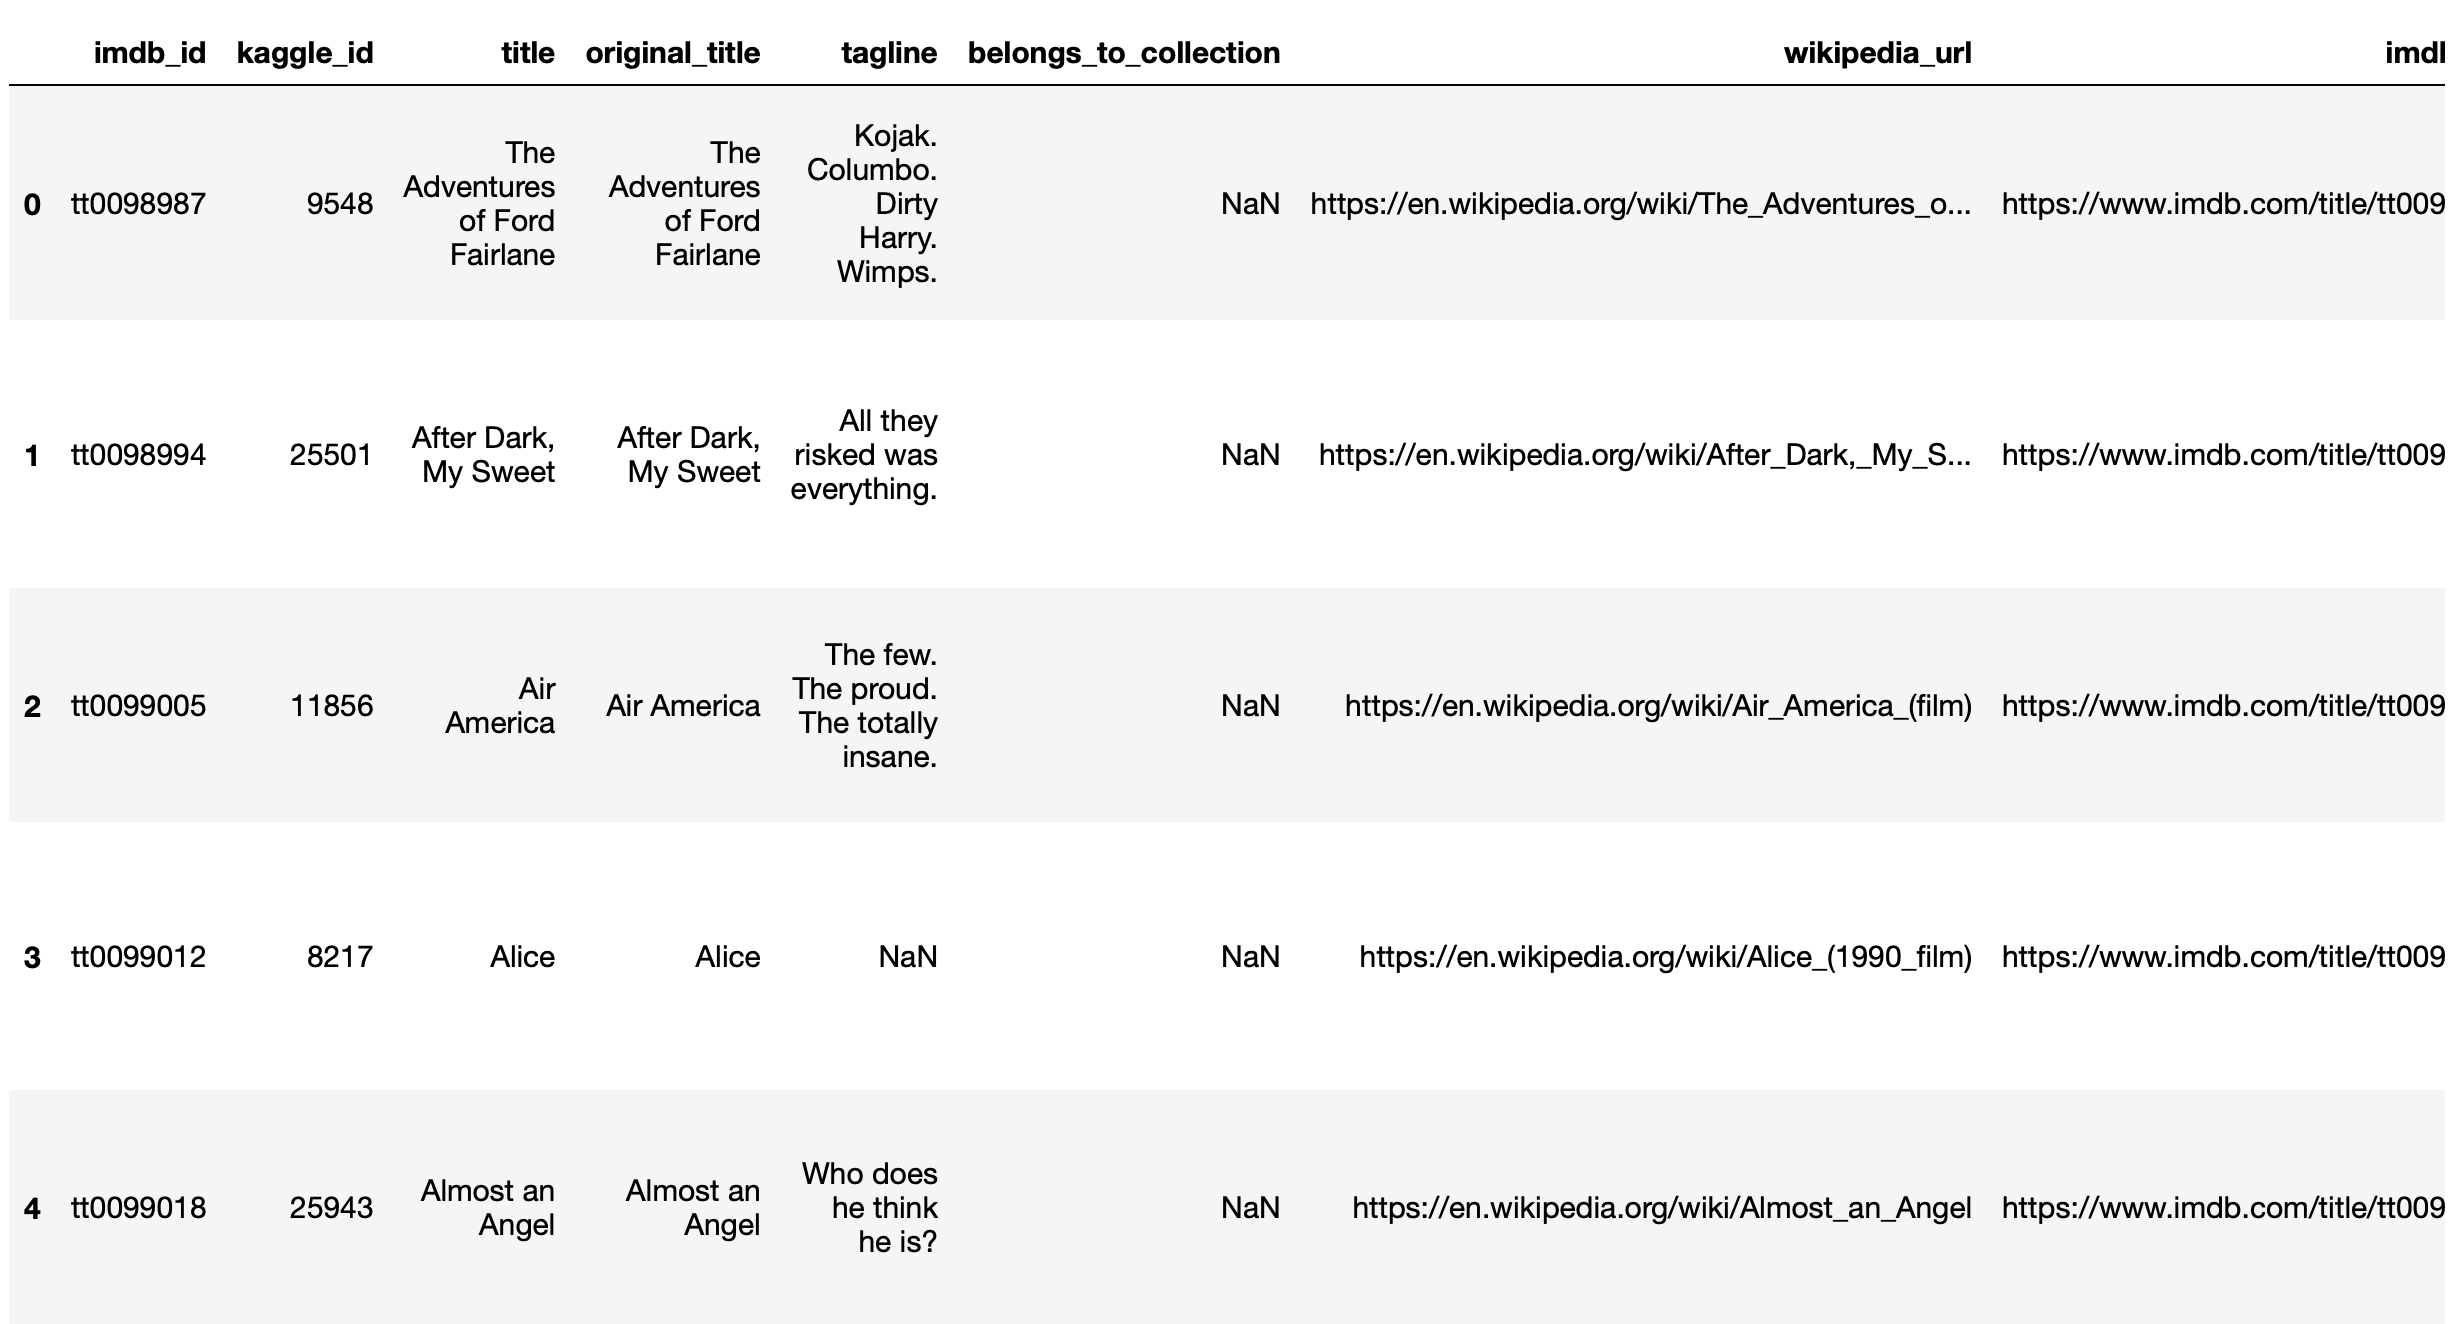 imdb_id kaggle_id title original_title tagline belongs_to_collection wikipedia_url imdl
0 tt0098987 9548 The Adventures of Ford Fairlane The Adventures of Ford Fairlane Kojak. Columbo. Dirty Harry. Wimps. NaN https://en.wikipedia.org/wiki/The_Adventures_o... https://www.imdb.com/title/tt009
1 tt0098994 25501 After Dark, My Sweet After Dark, My Sweet All they risked was everything. NaN https://en.wikipedia.org/wiki/After_Dark,_My_S... https://www.imdb.com/title/tt009
2 tt0099005 11856 Air America Air America The few. The proud. The totally insane. NaN https://en.wikipedia.org/wiki/Air_America_(film) https://www.imdb.com/title/tt009
3 tt0099012 8217 Alice Alice NaN NaN https://en.wikipedia.org/wiki/Alice_(1990_film) https://www.imdb.com/title/tt009
4 tt0099018 25943 Almost an Angel Almost an Angel Who does he think he is? NaN https://en.wikipedia.org/wiki/Almost_an_Angel https://www.imdb.com/title/tt009